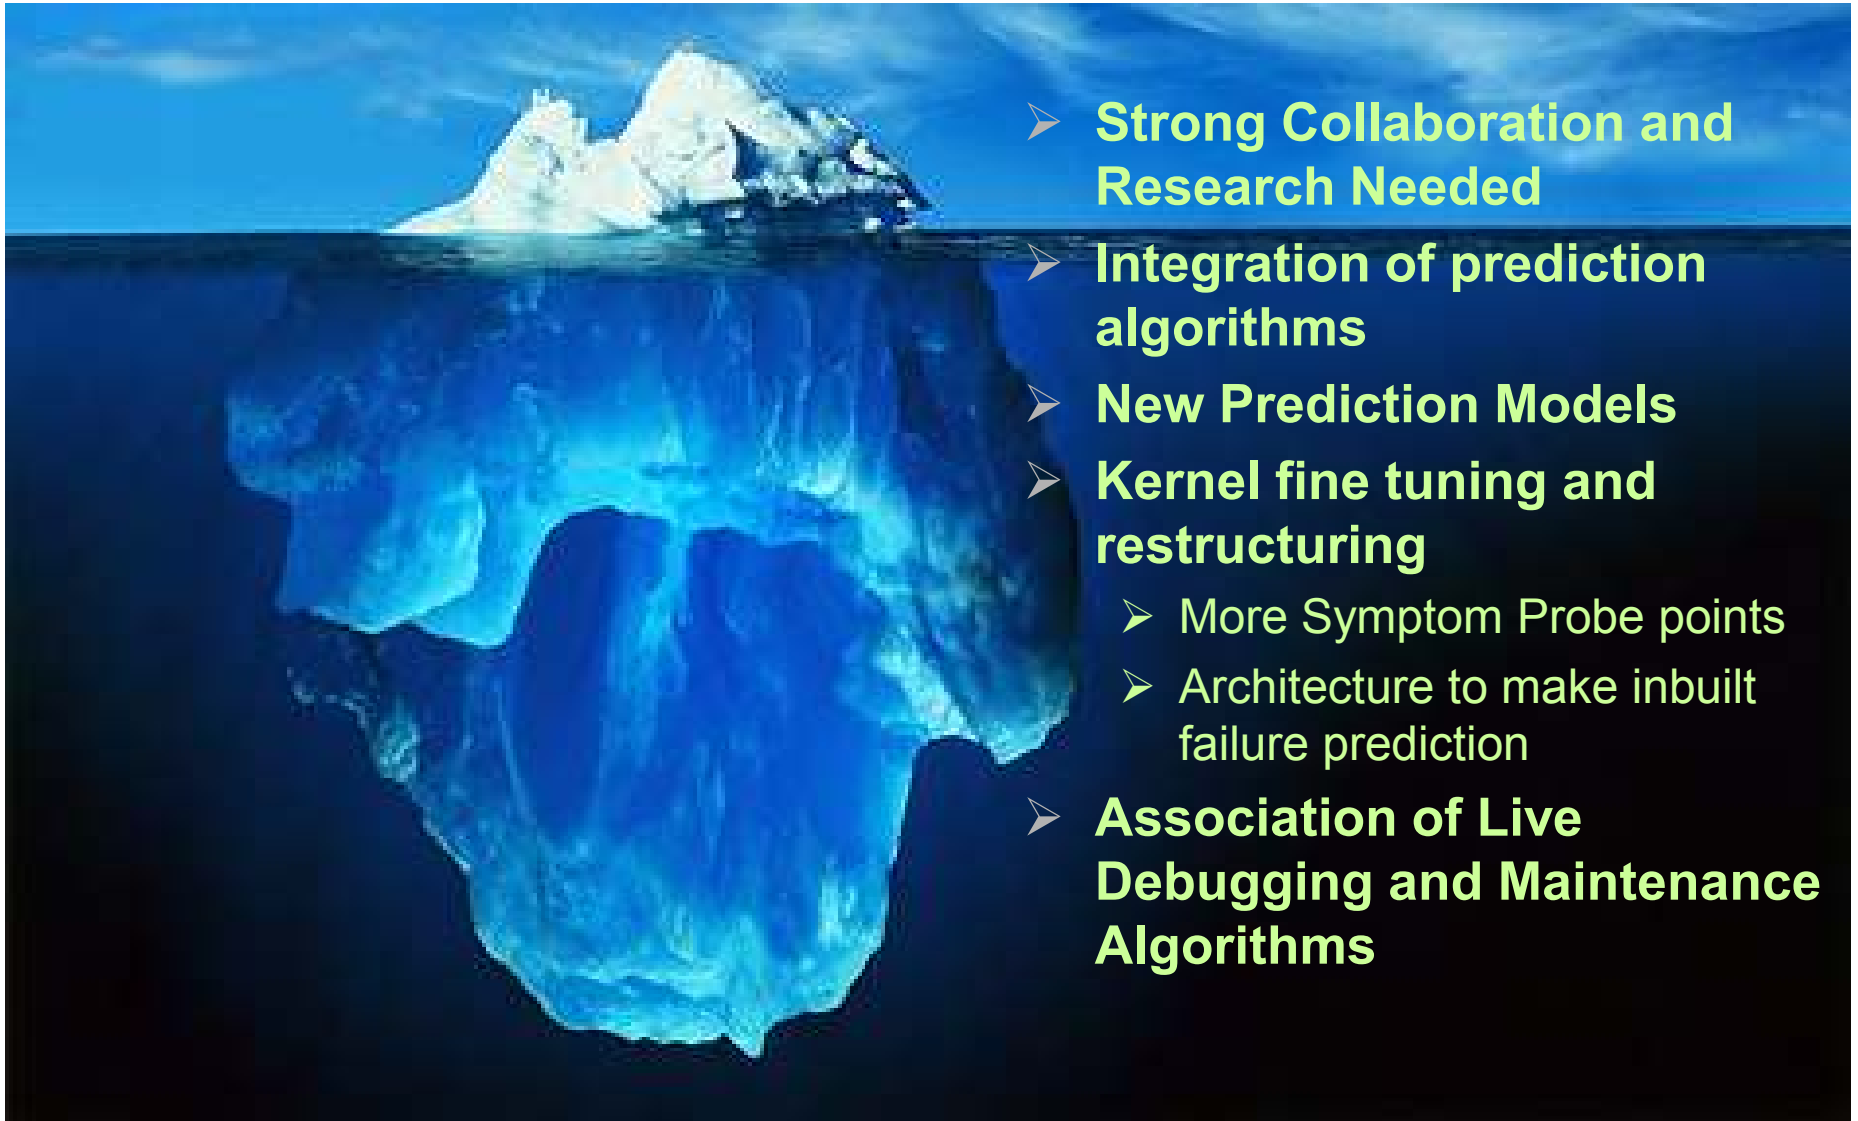 Strong Collaboration and
Research Needed
Integration of prediction
algorithms
New Prediction Models
Kernel fine tuning and
restructuring
More Symptom Probe points
Architecture to make inbuilt
failure prediction
Association of Live
Debugging and Maintenance
Algorithms